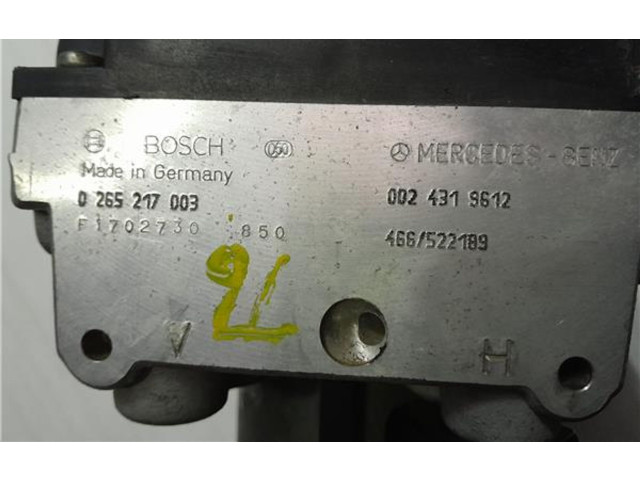 BOSCH
Made in Germany
0 265 217 003
F1702730 850
MERCEDES-BENZ
002 431 9612
466/522189
V
H